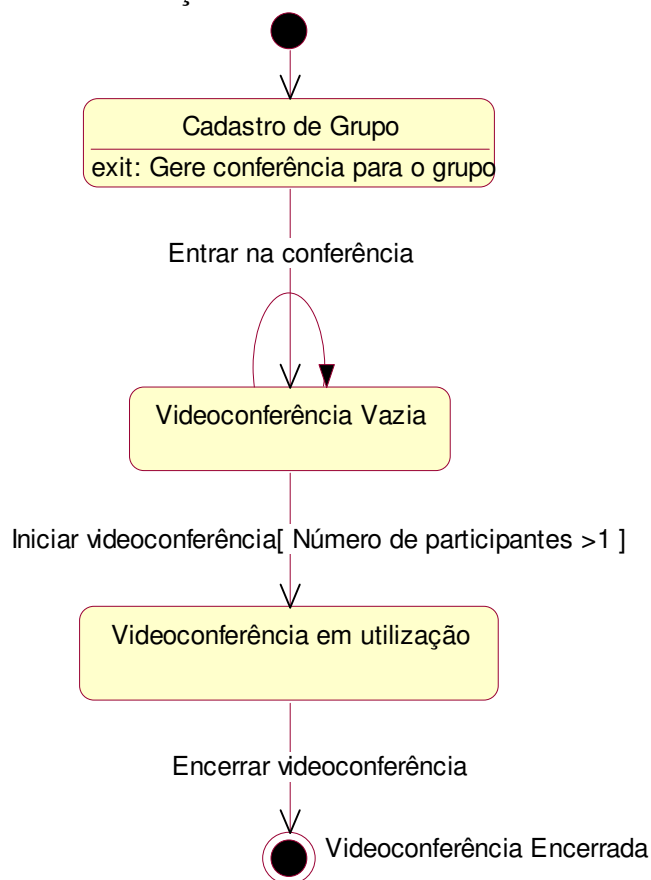 Cadastro de Grupo
exit: Gere conferência para o grupo
Entrar na conferência
Videoconferência Vazia
Iniciar videoconferência[ Número de participantes >1 ]
Videoconferência em utilização
Encerrar videoconferência
Videoconferência Encerrada